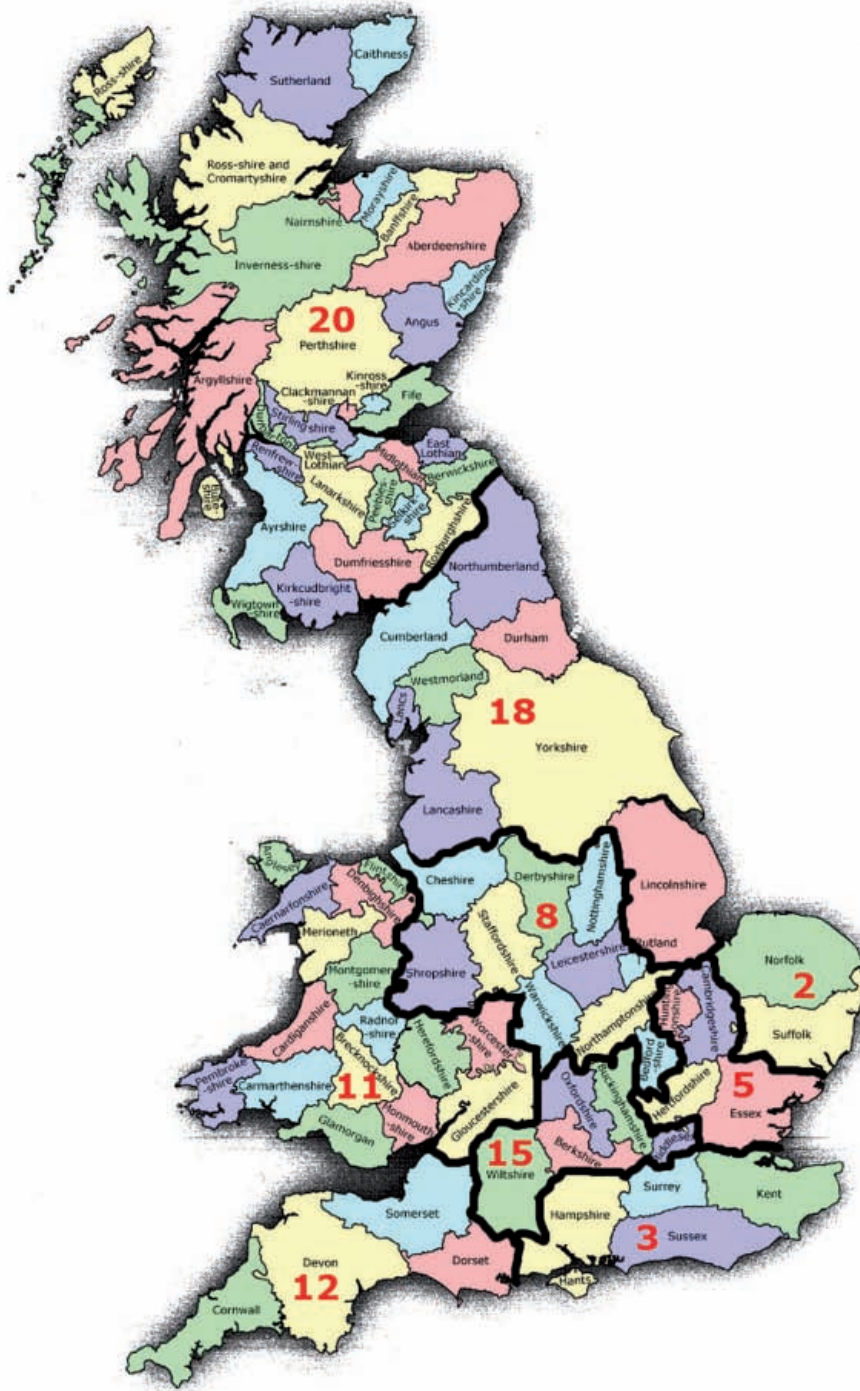 Caithness
Sutherland
Ross-shire
Ross-shire and
Cromartyshire
Morayshire
Nairnshire
Banffshire
Aberdeenshire
Inverness-shire
Kincardine
-shire
20
Perthshire
Angus
Argyllshire
Kinross
-shire
Clackmannan
-shire
Fife
Stirling
shire
East
Lothian
West
Lothian
Midlothian
Renfrew-
shire
Berwickshire
Lanarkshire
Peebles-
shire
Selkirk
shire
Bute-
shire
Ayrshire
Roxburghshire
Dumfriesshire
Northumberland
Kirkcudbright
-shire
Wigtown
-shire
Cumberland
Durham
Westmorland
Lancs
18
Yorkshire
Lancashire
Anglesey
Flintshire
Denbighshire
Caernarfonshire
Cheshire
Derbyshire
Nottinghamshire
Lincolnshire
8
Merioneth
Staffordshire
Rutland
Leicestershire
Shropshire
Norfolk
2
Montgomery
-shire
Cambridgeshire
Warwickshire
Northamptonshire
Suffolk
Cardiganshire
Radnor
-shire
Herefordshire
Worcester
-shire
Bedford
-shire
Brecknockshire
Pembroke
-shire
Carmarthenshire
11
Oxfordshire
Buckinghamshire
Hertfordshire
5
Essex
Monmouth
-shire
Gloucestershire
Glamorgan
Berkshire
15
Wiltshire
Surrey
Kent
Somerset
Hampshire
3
Sussex
Devon
12
Dorset
Hants
Cornwall